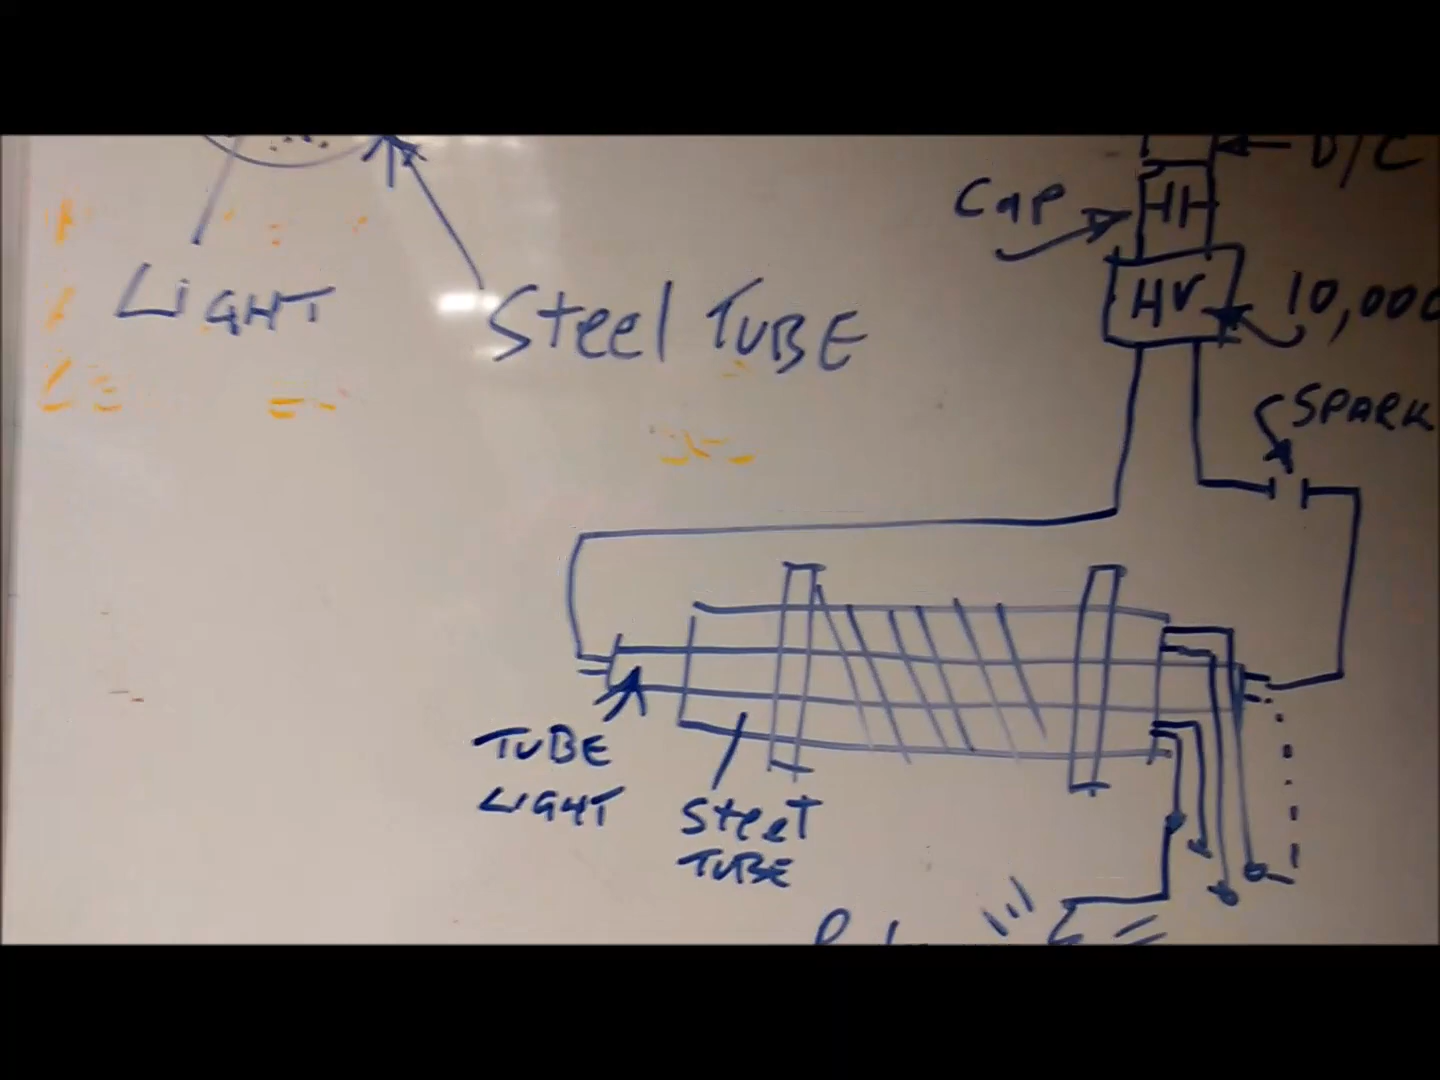 D/C
Cap
HV
10,000
LIGHT
Steel TUBE
SPARK
TUBE
LIGHT
Steel
TUBE